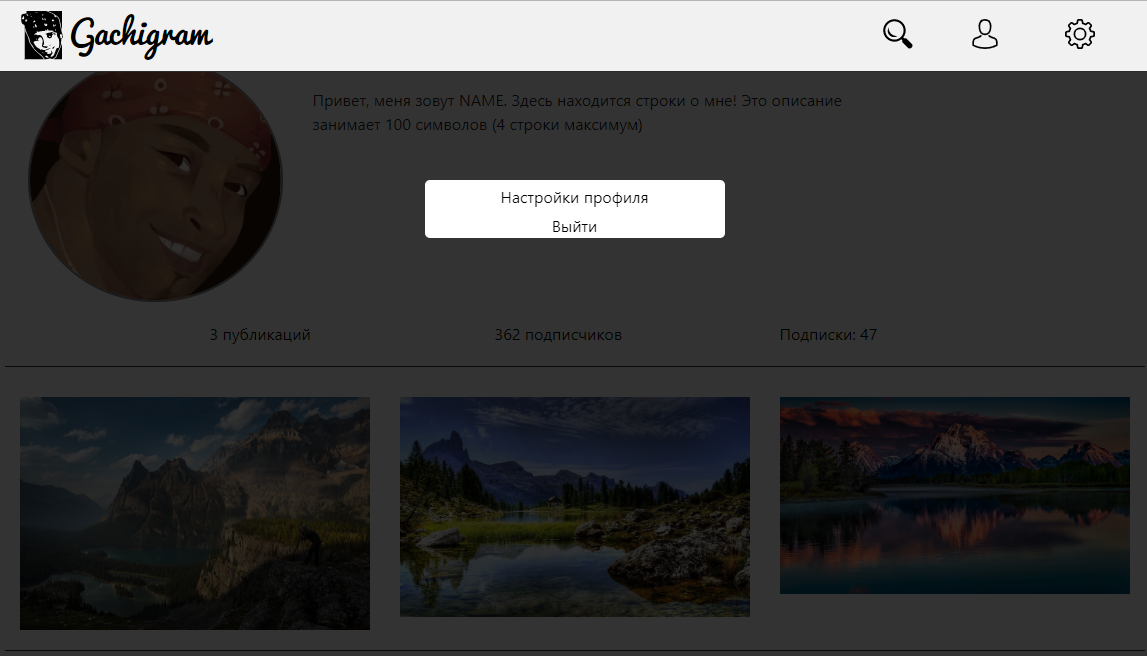 Gachigram
Привет, меня зовут NAME. Здесь находится строки о мне! Это описание
занимает 100 символов (4 строки максимум)
Настройки профиля
Выйти
3 публикаций
362 подписчиков
Подписки: 47